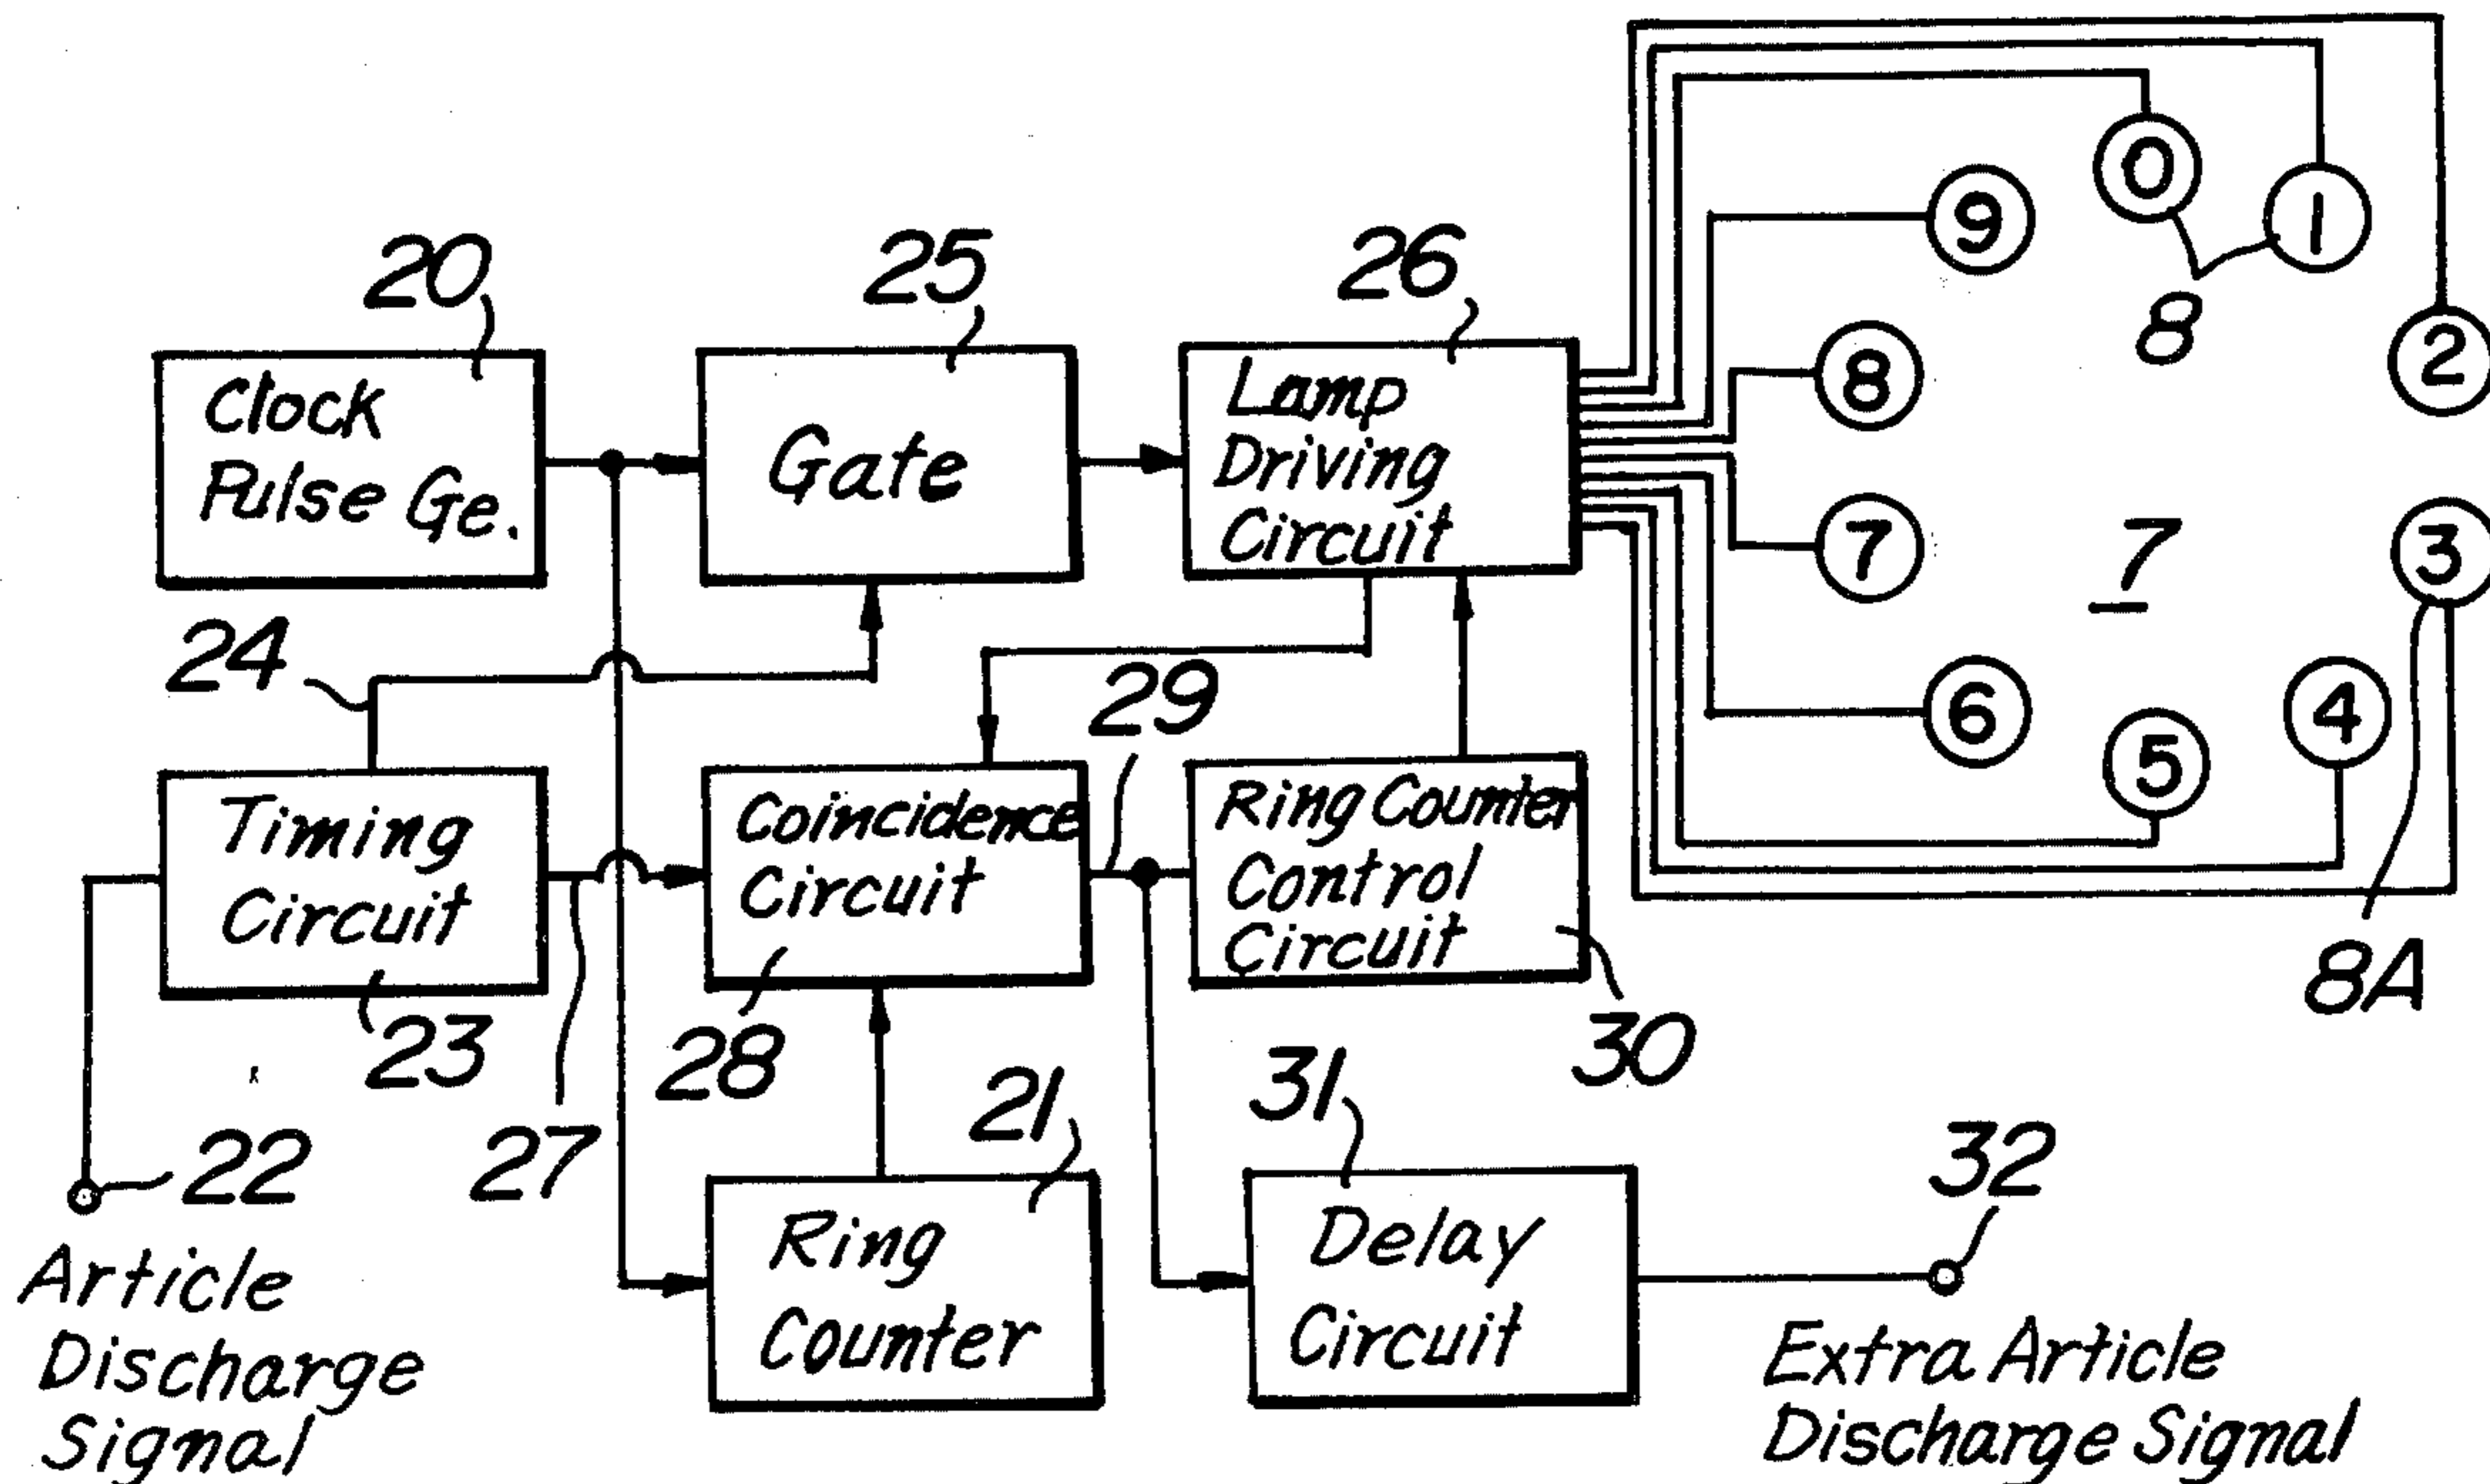 20
25
26
Clock
Pulse Ge.
Gate
Lamp
Driving
Circuit
0
1
2
3
4
5
6
7
8
9
8
7
8A
24
29
Timing
Circuit
Coincidence
Circuit
Ring Counter
Control
Circuit
23
28
30
27
21
31
22
32
Article
Discharge
Signal
Ring
Counter
Delay
Circuit
Extra Article
Discharge Signal